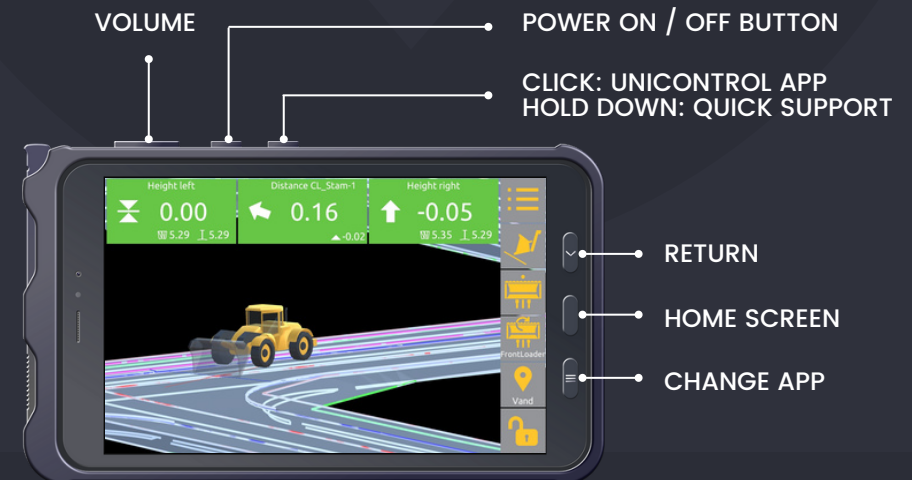 VOLUME
POWER ON / OFF BUTTON
CLICK: UNICONTROL APP
HOLD DOWN: QUICK SUPPORT
Height left
0.00
5.29 5.29
Distance CL_Stam-1
0.16
-0.02
Height right
-0.05
5.35 5.29
FrontLoader
Vand
RETURN
HOME SCREEN
CHANGE APP